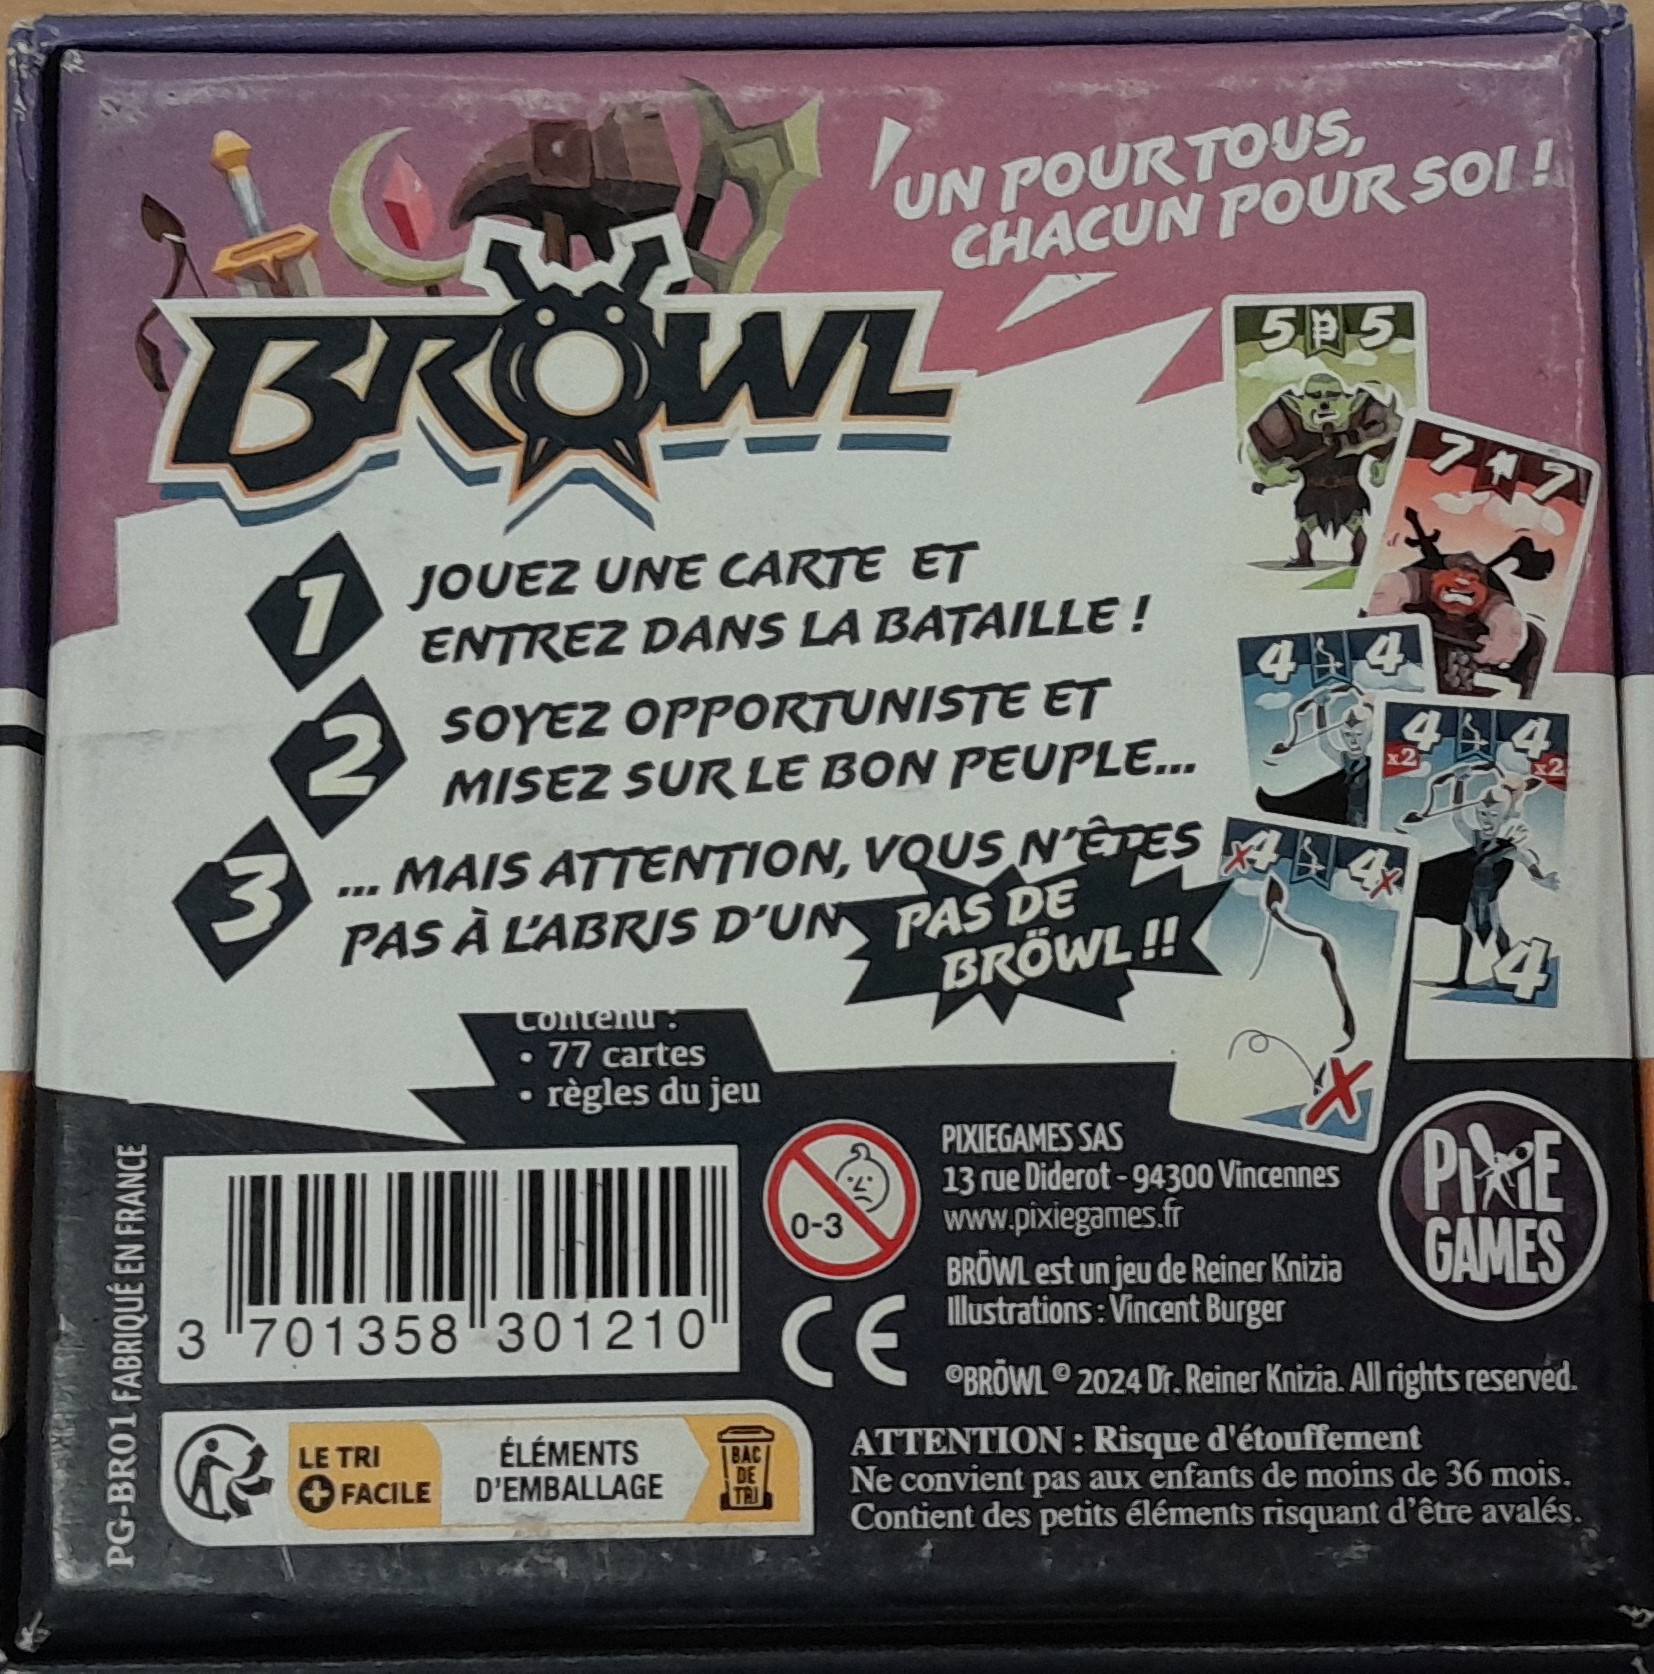 UN POUR TOUS,
CHACUN POUR SOI !
BRÖWL
5 5
7 7
1 JOUEZ UNE CARTE ET
ENTREZ DANS LA BATAILLE !
4 4
2 SOYEZ OPPORTUNISTE ET
MISEZ SUR LE BON PEUPLE...
4 4
x2 x2
3 ... MAIS ATTENTION, VOUS N'ÊTES
PAS À L'ABRIS D'UN PAS DE
BRÖWL !!
x4 4x
4
X
Contenu :
• 77 cartes
• règles du jeu
PG-BR01 FABRIQUÉ EN FRANCE
3 701358 301210
0-3
CE
PIXIEGAMES SAS
13 rue Diderot - 94300 Vincennes
www.pixiegames.fr
BRÖWL est un jeu de Reiner Knizia
Illustrations : Vincent Burger
©BRÖWL © 2024 Dr. Reiner Knizia. All rights reserved.
PIXIE
GAMES
LE TRI
+ FACILE
ÉLÉMENTS
D'EMBALLAGE
BAC
DE
TRI
ATTENTION : Risque d'étouffement
Ne convient pas aux enfants de moins de 36 mois.
Contient des petits éléments risquant d'être avalés.